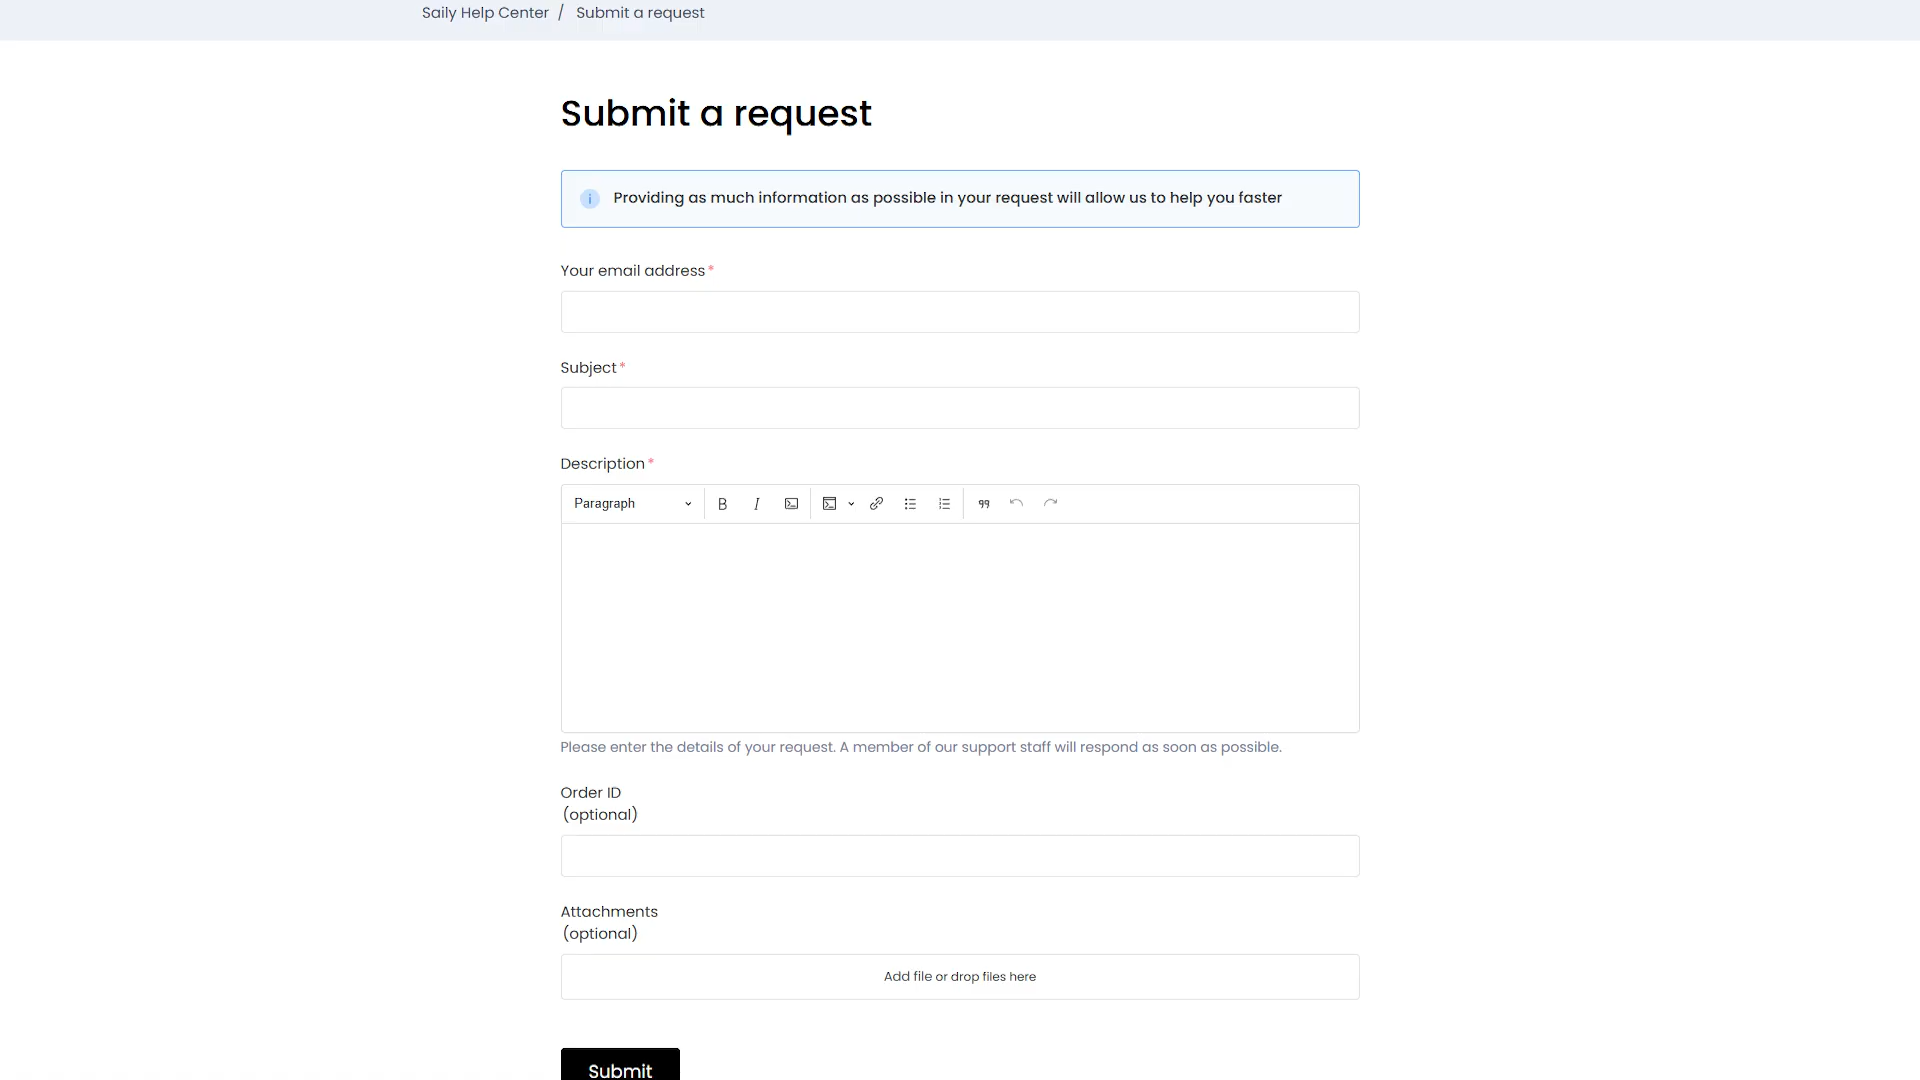 Saily Help Center / Submit a request
Submit a request
Providing as much information as possible in your request will allow us to help you faster
Your email address*
Subject*
Description*
Paragraph
Please enter the details of your request. A member of our support staff will respond as soon as possible.
Order ID
(optional)
Attachments
(optional)
Add file or drop files here
Submit